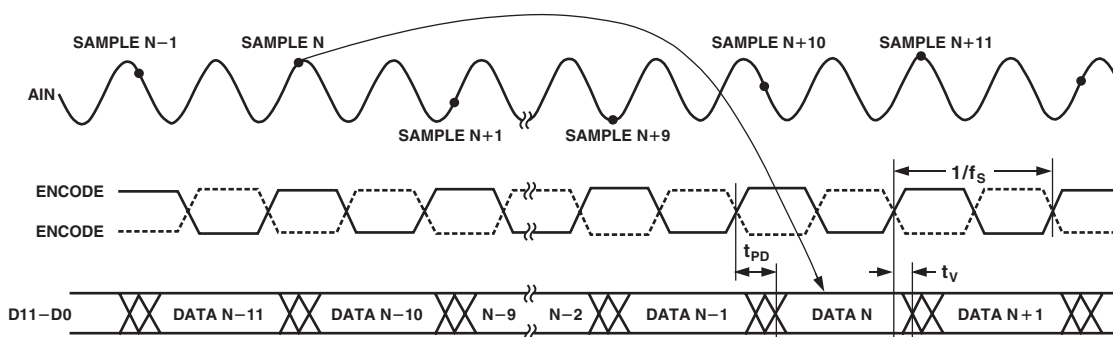 SAMPLE N−1
SAMPLE N
SAMPLE N+10
SAMPLE N+11
AIN
SAMPLE N+1
SAMPLE N+9
ENCODE
1/fS
ENCODE
tPD
tV
D11−D0
DATA N−11
DATA N−10
N−9
N−2
DATA N−1
DATA N
DATA N+1